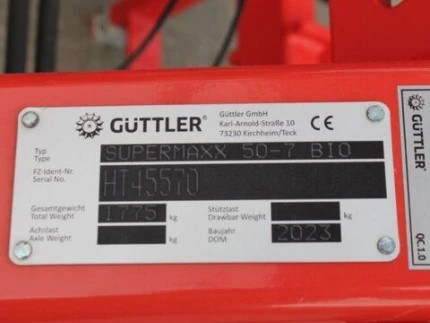 GÜTTLER®
Güttler GmbH
Karl-Arnold-Straße 10
73230 Kirchheim/Teck
CE
Typ
Type
SUPERMAXX 50-7 BIO
FZ-Ident-Nr.
Serial No.
HT45570
Gesamtgewicht
Total Weight
1775 kg
Stützlast
Drawbar Weight
kg
Achslast
Axle Weight
kg
Baujahr
DOM
2023
GÜTTLER
QC 1.0